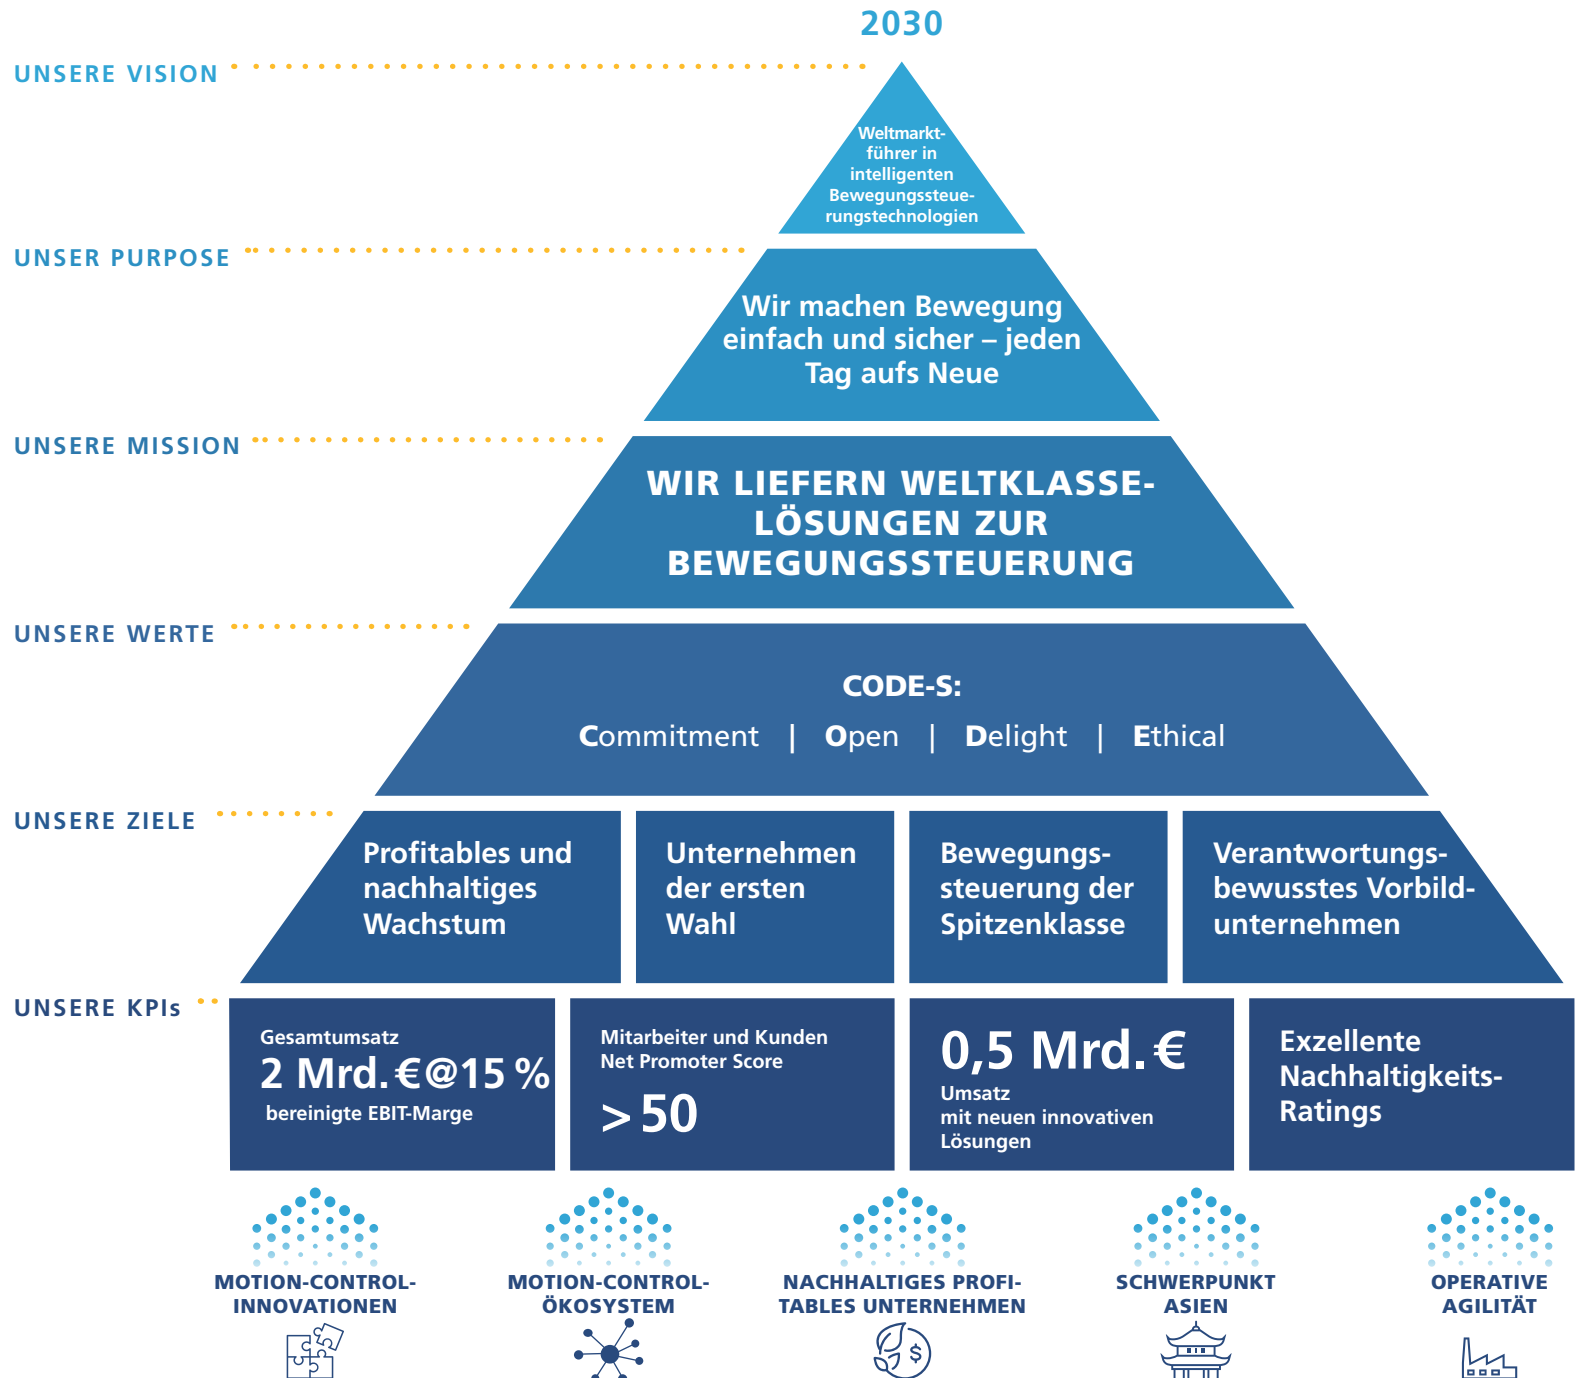 2030
UNSERE VISION
Weltmarkt-
führer in
intelligenten
Bewegungssteue-
rungstechnologien
UNSER PURPOSE
Wir machen Bewegung
einfach und sicher – jeden
Tag aufs Neue
UNSERE MISSION
WIR LIEFERN WELTKLASSE-
LÖSUNGEN ZUR
BEWEGUNGSSTEUERUNG
UNSERE WERTE
CODE-S:
Commitment | Open | Delight | Ethical
UNSERE ZIELE
Profitables und
nachhaltiges
Wachstum
Unternehmen
der ersten
Wahl
Bewegungs-
steuerung der
Spitzenklasse
Verantwortungs-
bewusstes Vorbild-
unternehmen
UNSERE KPIs
Gesamtumsatz
2 Mrd. €@15 %
bereinigte EBIT-Marge
Mitarbeiter und Kunden
Net Promoter Score
> 50
0,5 Mrd. €
Umsatz
mit neuen innovativen
Lösungen
Exzellente
Nachhaltigkeits-
Ratings
MOTION-CONTROL-
INNOVATIONEN
MOTION-CONTROL-
ÖKOSYSTEM
NACHHALTIGES PROFI-
TABLES UNTERNEHMEN
$
SCHWERPUNKT
ASIEN
OPERATIVE
AGILITÄT